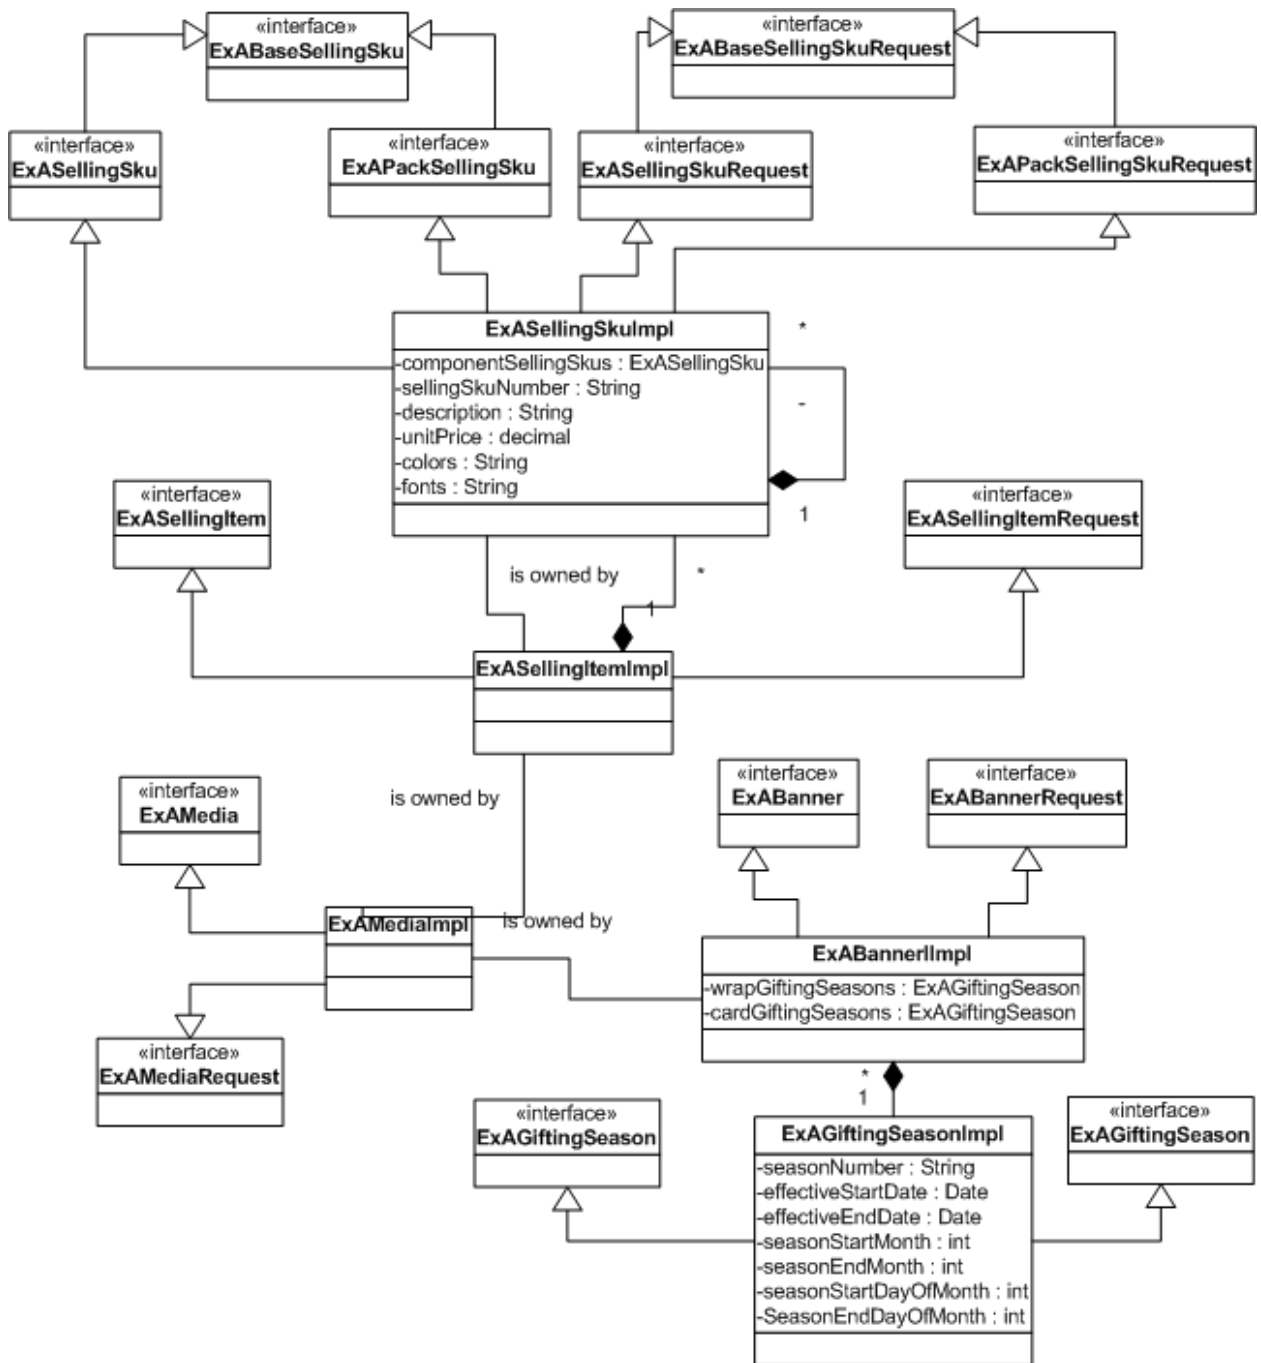 «interface»
ExABaseSellingSku
«interface»
ExABaseSellingSkuRequest
«interface»
ExASellingSku
«interface»
ExAPackSellingSku
«interface»
ExASellingSkuRequest
«interface»
ExAPackSellingSkuRequest
ExASellingSkuImpl
-componentSellingSkus : ExASellingSku
-sellingSkuNumber : String
-description : String
-unitPrice : decimal
-colors : String
-fonts : String
*
-
1
«interface»
ExASellingItem
«interface»
ExASellingItemRequest
is owned by
*
1
ExASellingItemImpl
«interface»
ExAMedia
is owned by
«interface»
ExABanner
«interface»
ExABannerRequest
ExAMediaImpl
is owned by
ExABannerIImpl
-wrapGiftingSeasons : ExAGiftingSeason
-cardGiftingSeasons : ExAGiftingSeason
«interface»
ExAMediaRequest
*
1
«interface»
ExAGiftingSeason
ExAGiftingSeasonImpl
-seasonNumber : String
-effectiveStartDate : Date
-effectiveEndDate : Date
-seasonStartMonth : int
-seasonEndMonth : int
-seasonStartDayOfMonth : int
-SeasonEndDayOfMonth : int
«interface»
ExAGiftingSeason